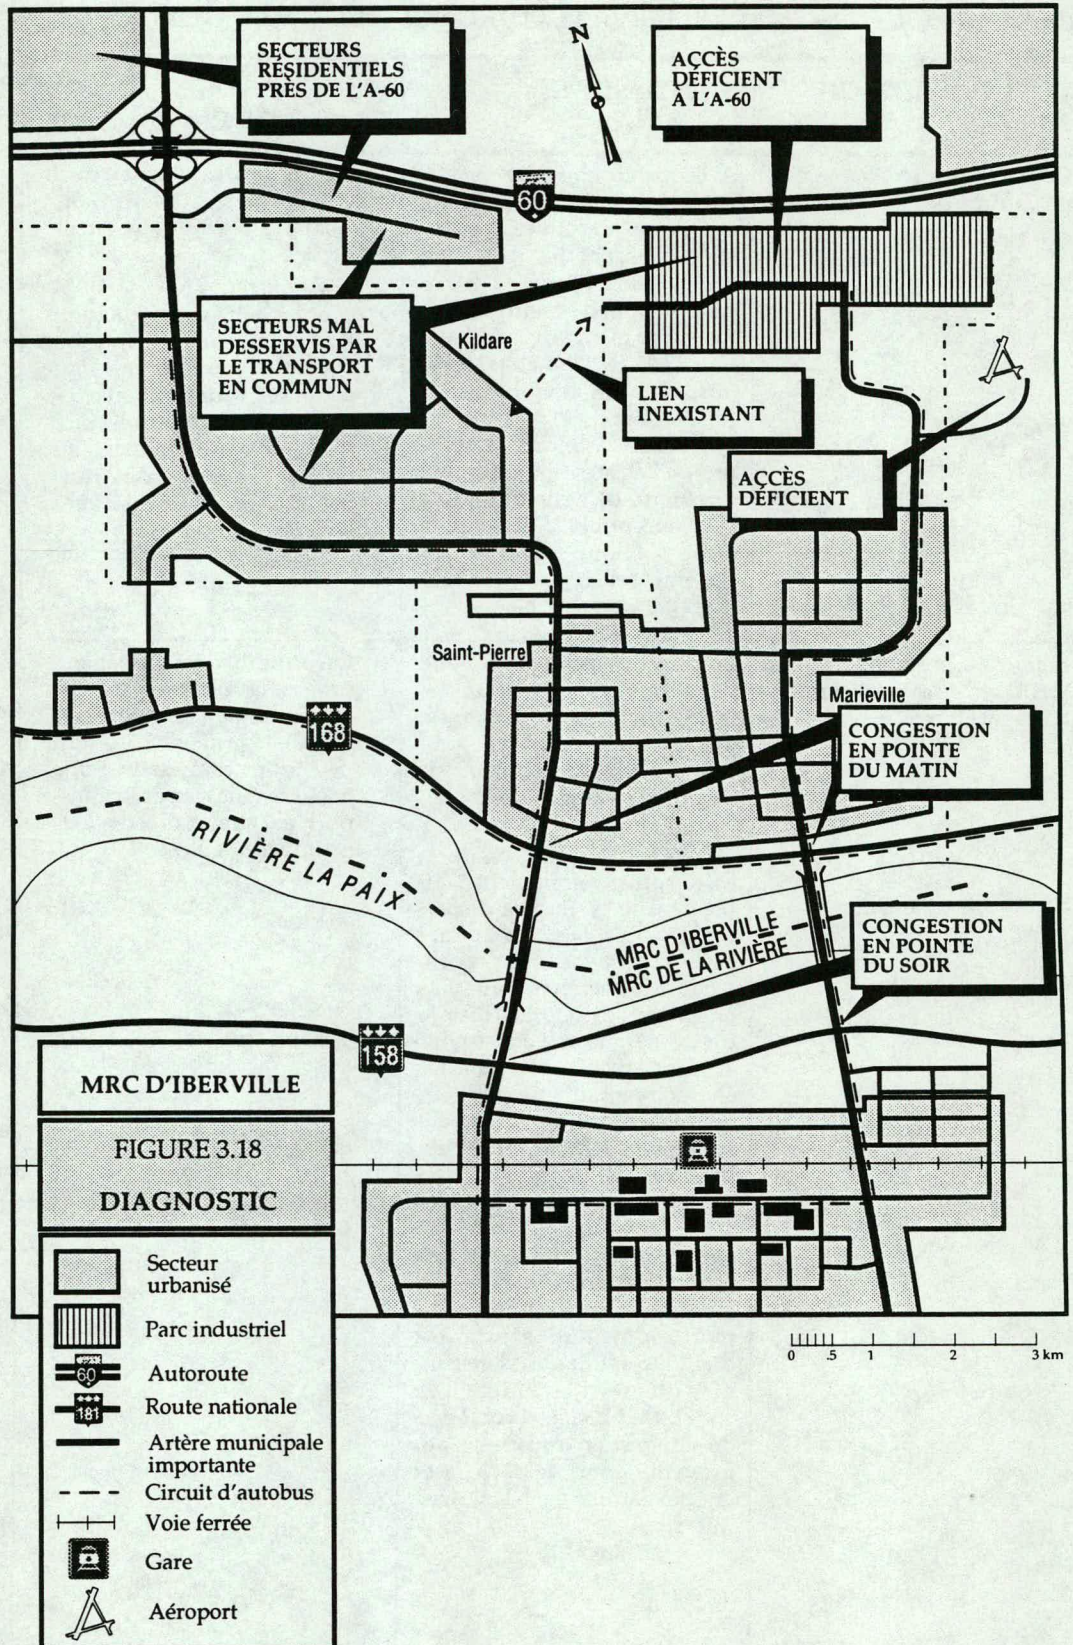 SECTEURS
RÉSIDENTIELS
PRÈS DE L'A-60
N
ACCÈS
DÉFICIENT
À L'A-60
60
SECTEURS MAL
DESSERVIS PAR
LE TRANSPORT
EN COMMUN
Kildare
LIEN
INEXISTANT
ACCÈS
DÉFICIENT
Saint-Pierre
Marieville
168
CONGESTION
EN POINTE
DU MATIN
RIVIÈRE LA PAIX
MRC D'IBERVILLE
MRC DE LA RIVIÈRE
CONGESTION
EN POINTE
DU SOIR
158
MRC D'IBERVILLE
FIGURE 3.18
DIAGNOSTIC
Secteur
urbanisé
Parc industriel
60
Autoroute
181
Route nationale
Artère municipale
importante
Circuit d'autobus
Voie ferrée
Gare
Aéroport
0 .5 1 2 3 km